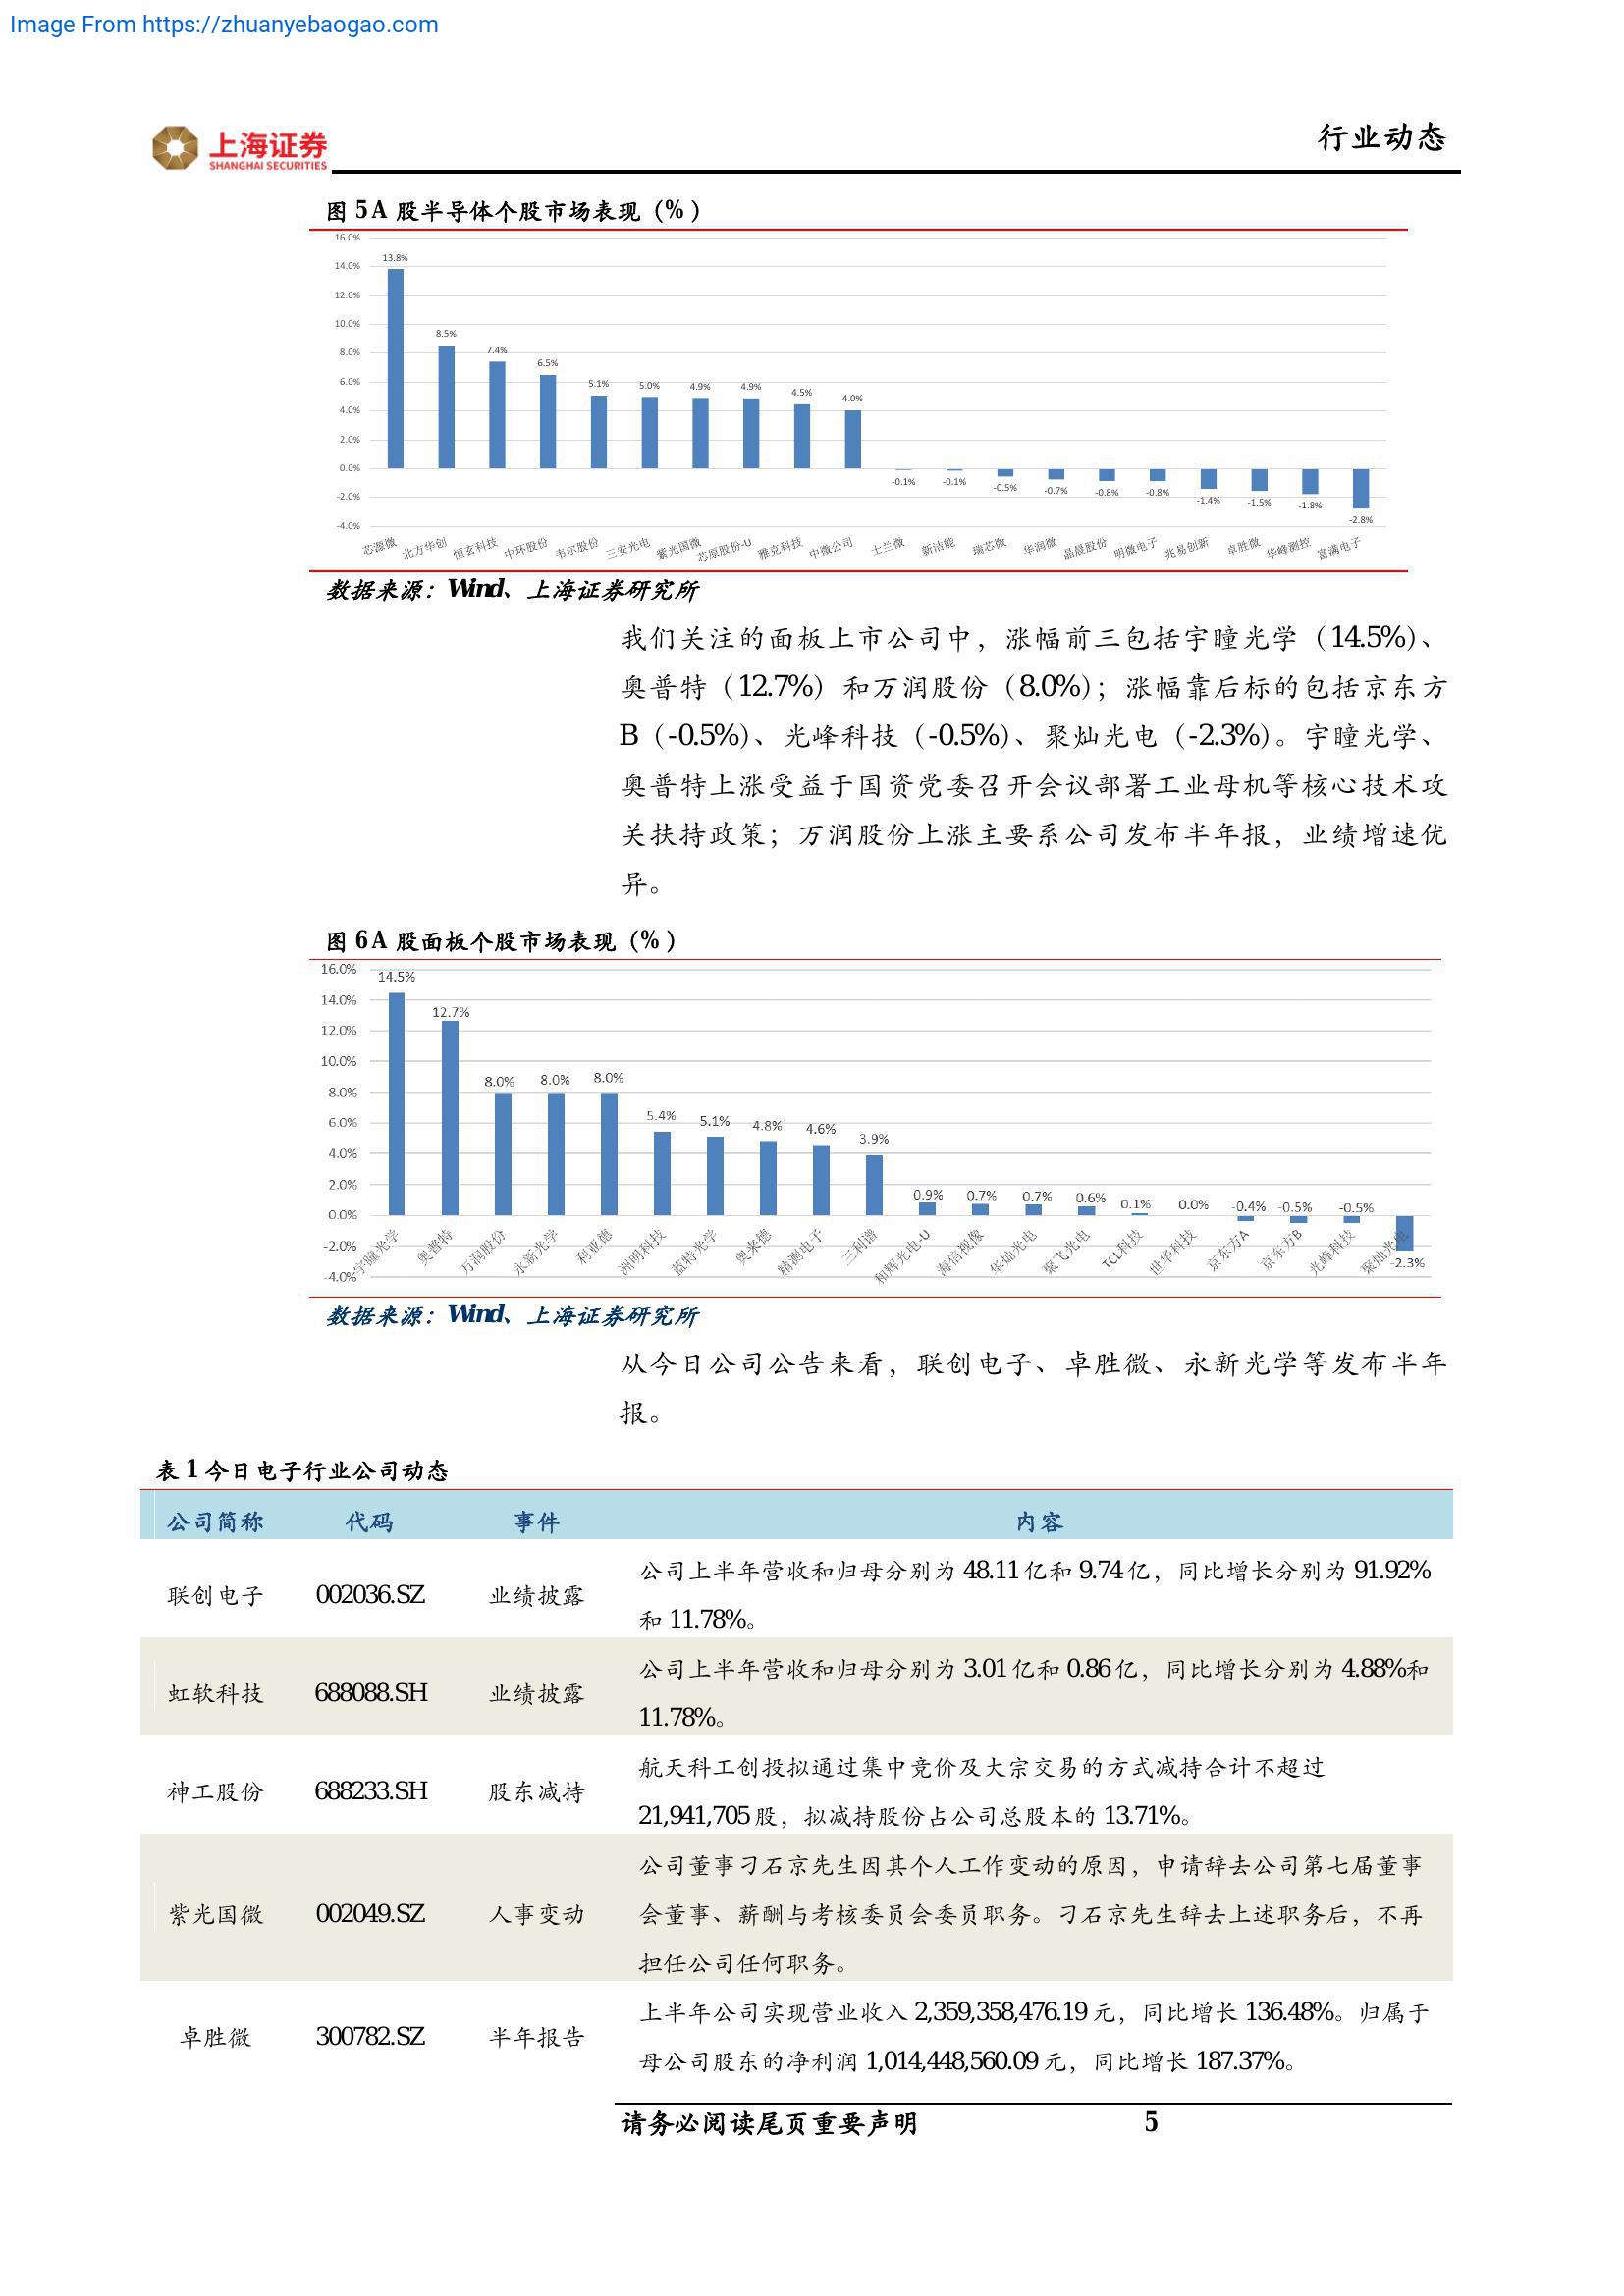 Image From https://zhuanyebaogao.com
上海证券
SHANGHAI SECURITIES
行业动态
图 5 A 股半导体个股市场表现（%）
16.0%
14.0%
12.0%
10.0%
8.0%
6.0%
4.0%
2.0%
0.0%
-2.0%
-4.0%
13.8% 8.5% 7.4% 6.5% 5.1% 5.0% 4.9% 4.9% 4.5% 4.0% -0.1% -0.1% -0.5% -0.7% -0.8% -0.8% -1.4% -1.5% -1.8% -2.8%
芯源微 北方华创 恒玄科技 中环股份 韦尔股份 三安光电 紫光国微 芯原股份-U 雅克科技 中微公司 士兰微 新洁能 瑞芯微 华润微 晶晨股份 明微电子 兆易创新 卓胜微 华峰测控 富满电子
数据来源：Wind、上海证券研究所
我们关注的面板上市公司中，涨幅前三包括宇瞳光学（14.5%）、
奥普特（12.7%）和万润股份（8.0%）；涨幅靠后标的包括京东方
B（-0.5%）、光峰科技（-0.5%）、聚灿光电（-2.3%）。宇瞳光学、
奥普特上涨受益于国资党委召开会议部署工业母机等核心技术攻
关扶持政策；万润股份上涨主要系公司发布半年报，业绩增速优
异。
图 6 A 股面板个股市场表现（%）
16.0%
14.0%
12.0%
10.0%
8.0%
6.0%
4.0%
2.0%
0.0%
-2.0%
-4.0%
14.5% 12.7% 8.0% 8.0% 8.0% 5.4% 5.1% 4.8% 4.6% 3.9% 0.9% 0.7% 0.7% 0.6% 0.1% 0.0% -0.4% -0.5% -0.5% -2.3%
宇瞳光学 奥普特 万润股份 永新光学 利亚德 洲明科技 蓝特光学 奥来德 精测电子 三利谱 和辉光电-U 海信视像 华灿光电 聚飞光电 TCL科技 世华科技 京东方A 京东方B 光峰科技 聚灿光电
数据来源：Wind、上海证券研究所
从今日公司公告来看，联创电子、卓胜微、永新光学等发布半年
报。
表 1 今日电子行业公司动态
公司简称 代码 事件 内容
公司上半年营收和归母分别为 48.11 亿和 9.74 亿，同比增长分别为 91.92%
联创电子 002036.SZ 业绩披露
和 11.78%。
公司上半年营收和归母分别为 3.01 亿和 0.86 亿，同比增长分别为 4.88%和
虹软科技 688088.SH 业绩披露
11.78%。
航天科工创投拟通过集中竞价及大宗交易的方式减持合计不超过
神工股份 688233.SH 股东减持
21,941,705 股，拟减持股份占公司总股本的 13.71%。
公司董事刁石京先生因其个人工作变动的原因，申请辞去公司第七届董事
紫光国微 002049.SZ 人事变动 会董事、薪酬与考核委员会委员职务。刁石京先生辞去上述职务后，不再
担任公司任何职务。
上半年公司实现营业收入 2,359,358,476.19 元，同比增长 136.48%。归属于
卓胜微 300782.SZ 半年报告
母公司股东的净利润 1,014,448,560.09 元，同比增长 187.37%。
请务必阅读尾页重要声明 5